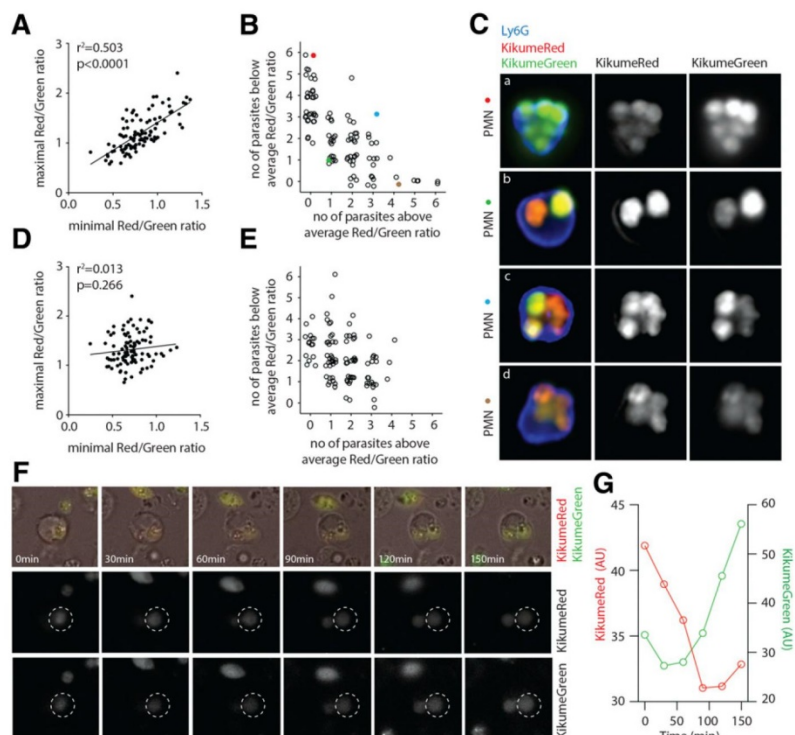 A
r²=0.503
p<0.0001
maximal Red/Green ratio
3
2
1
0
0.0 0.5 1.0 1.5
minimal Red/Green ratio
B
no of parasites below
average Red/Green ratio
6
5
4
3
2
1
0
0 1 2 3 4 5 6
no of parasites above
average Red/Green ratio
C
Ly6G
KikumeRed
KikumeGreen
KikumeRed
KikumeGreen
a
PMN
b
PMN
c
PMN
d
PMN
D
r²=0.013
p=0.266
maximal Red/Green ratio
3
2
1
0
0.0 0.5 1.0 1.5
minimal Red/Green ratio
E
no of parasites below
average Red/Green ratio
6
5
4
3
2
1
0
0 1 2 3 4 5 6
no of parasites above
average Red/Green ratio
F
0min 30min 60min 90min 120min 150min
KikumeRed
KikumeGreen
KikumeRed
KikumeGreen
G
KikumeRed (AU)
45
40
35
30
KikumeGreen (AU)
60
50
40
30
20
0 50 100 150
Time (min)